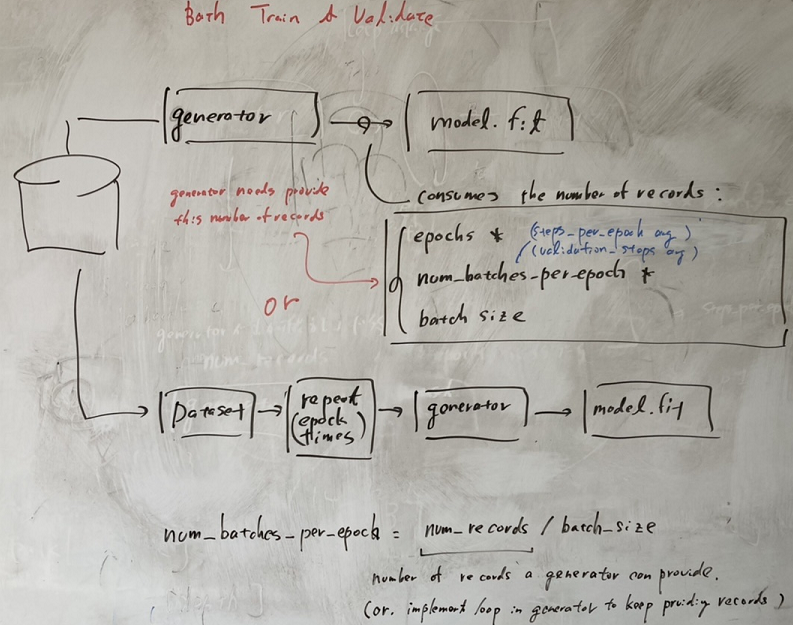 Both Train & Validate
generator
model.fit
generator needs provide
this number of records
consumes the number of records :
epochs * (steps_per_epoch arg)
(validation_steps arg)
num_batches_per_epoch *
batch size
or
Dataset
repeat
(epoch
times)
generator
model.fit
num_batches_per_epoch = num_records / batch_size
number of records a generator can provide.
(or. implement loop in generator to keep prvidig records)